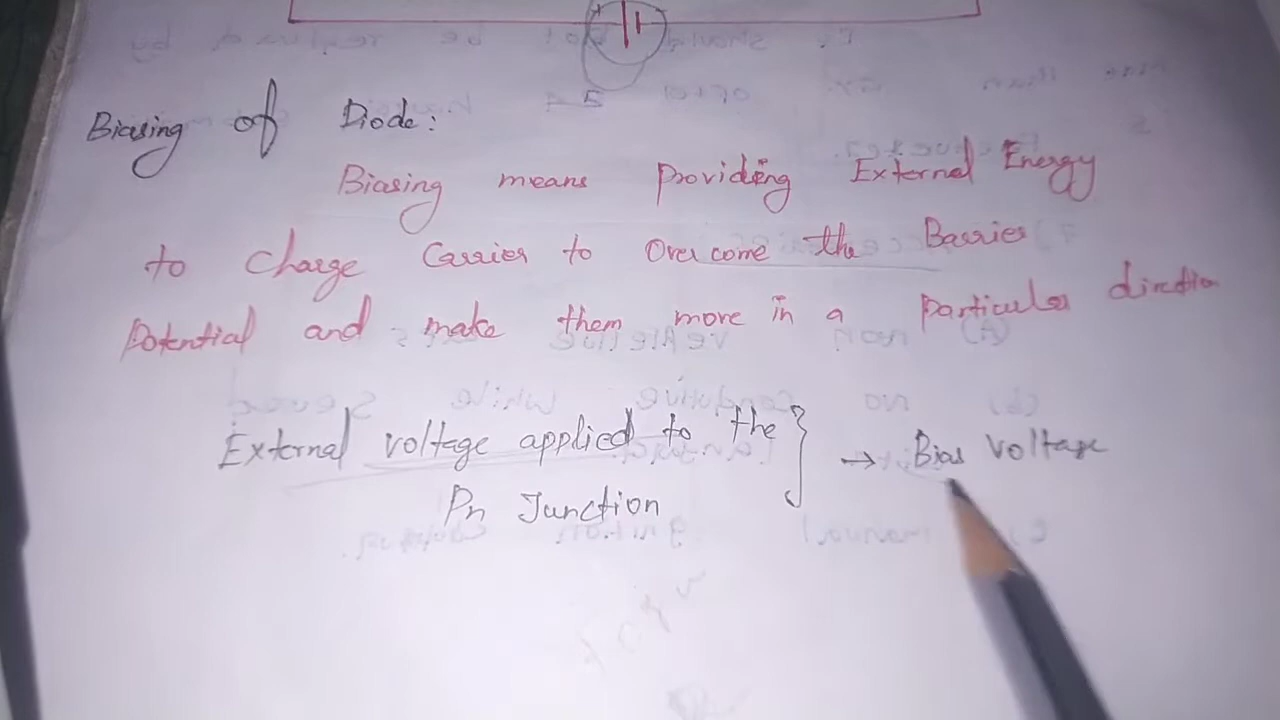 Biasing of Diode:
Biasing means Providing External Energy
to charge Carrier to Overcome the Barrier
Potential and make them move in a Particular direction
External voltage applied to the } → Bias Voltage
Pn Junction